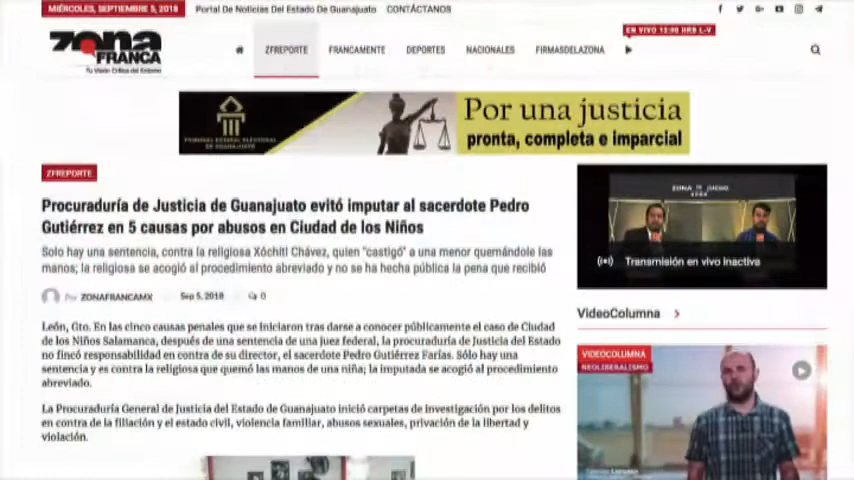 MIÉRCOLES, SEPTIEMBRE 5, 2018
Portal De Noticias Del Estado De Guanajuato
CONTÁCTANOS
zona
FRANCA
Tu Visión Crítica del Estado
ZFREPORTE
FRANCAMENTE
DEPORTES
NACIONALES
FIRMASDELAZONA
EN VIVO 13:00 HRS L-V
TRIBUNAL ESTATAL ELECTORAL
DE GUANAJUATO
Por una justicia
pronta, completa e imparcial
ZFREPORTE
Procuraduría de Justicia de Guanajuato evitó imputar al sacerdote Pedro
Gutiérrez en 5 causas por abusos en Ciudad de los Niños
Solo hay una sentencia, contra la religiosa Xóchitl Chávez, quien "castigó" a una menor quemándole las
manos; la religiosa se acogió al procedimiento abreviado y no se ha hecha pública la pena que recibió
Por ZONAFRANCAMX
Sep 5, 2018
0
León, Gto. En las cinco causas penales que se iniciaron tras darse a conocer públicamente el caso de Ciudad
de los Niños Salamanca, después de una sentencia de una juez federal, la procuraduría de Justicia del Estado
no fincó responsabilidad en contra de su director, el sacerdote Pedro Gutiérrez Farías. Sólo hay una
sentencia y es contra la religiosa que quemó las manos de una niña; la imputada se acogió al procedimiento
abreviado.
La Procuraduría General de Justicia del Estado de Guanajuato inició carpetas de investigación por los delitos
en contra de la filiación y el estado civil, violencia familiar, abusos sexuales, privación de la libertad y
violación.
Transmisión en vivo inactiva
VideoColumna
VIDEOCOLUMNA
NEOLIBERALISMO